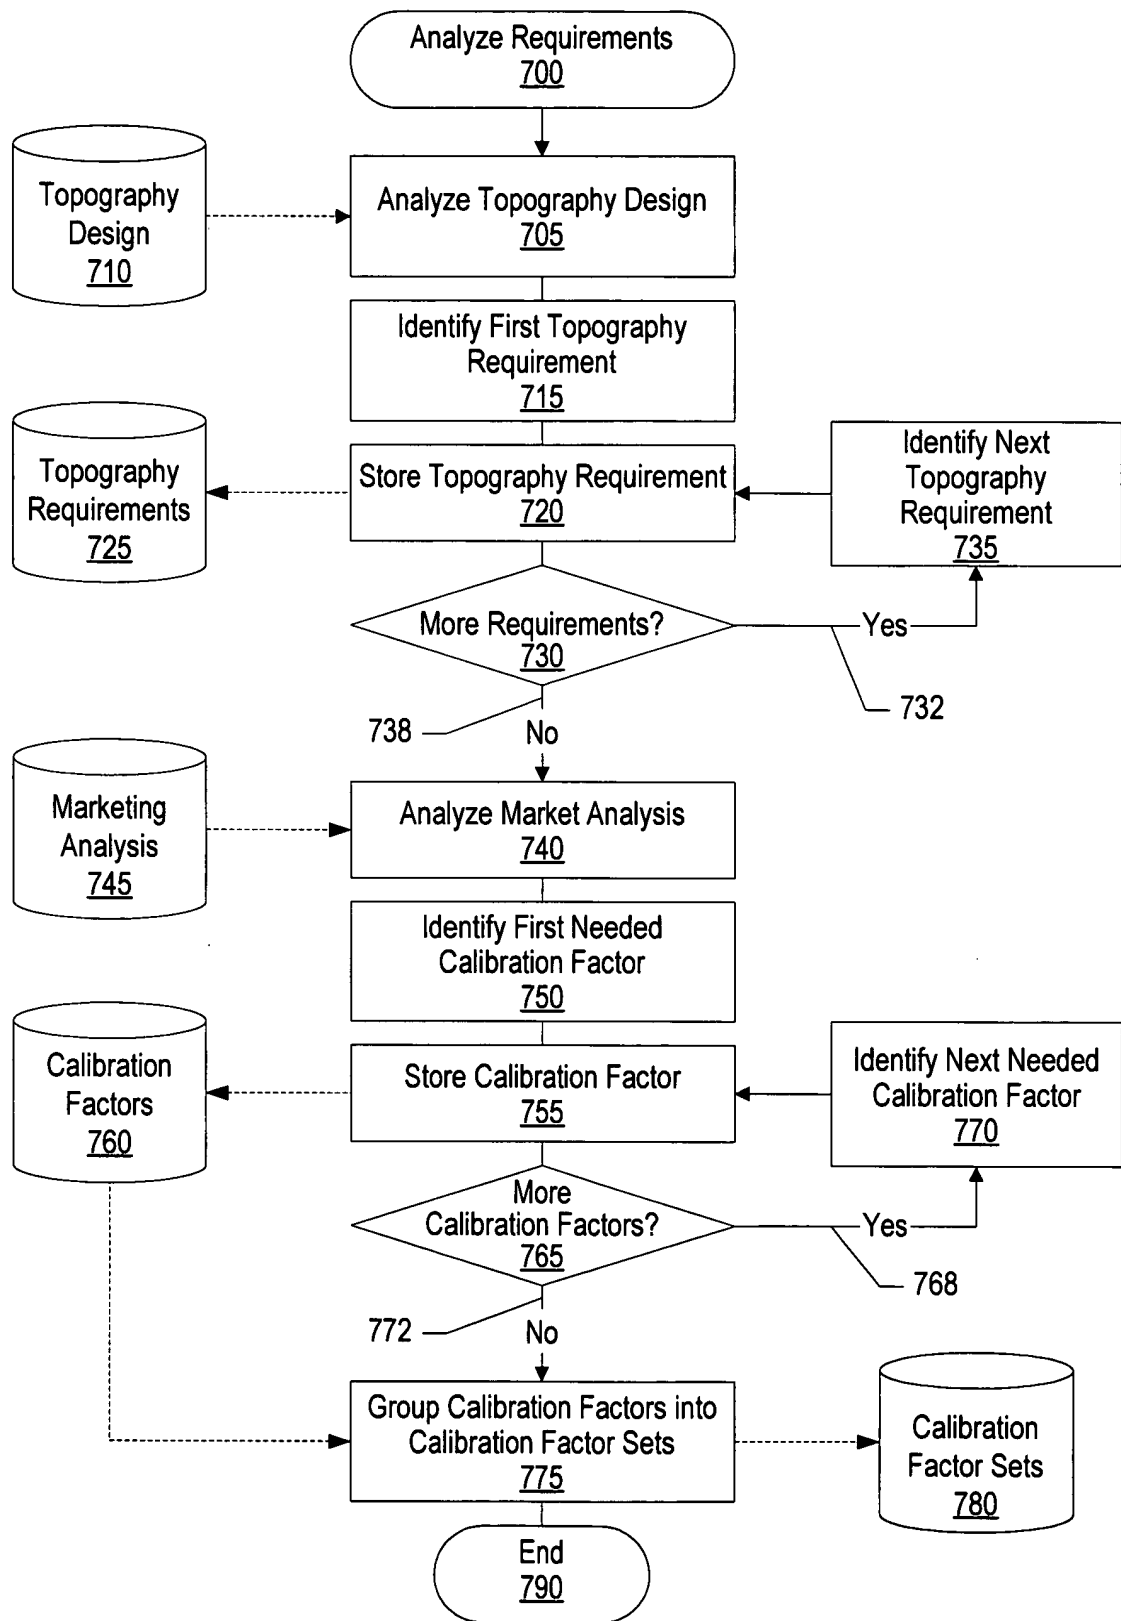 Analyze Requirements
700
Topography
Design
710
Analyze Topography Design
705
Identify First Topography
Requirement
715
Topography
Requirements
725
Store Topography Requirement
720
Identify Next
Topography
Requirement
735
More Requirements?
730
Yes
732
738
No
Marketing
Analysis
745
Analyze Market Analysis
740
Identify First Needed
Calibration Factor
750
Calibration
Factors
760
Store Calibration Factor
755
Identify Next Needed
Calibration Factor
770
More
Calibration Factors?
765
Yes
768
772
No
Group Calibration Factors into
Calibration Factor Sets
775
Calibration
Factor Sets
780
End
790